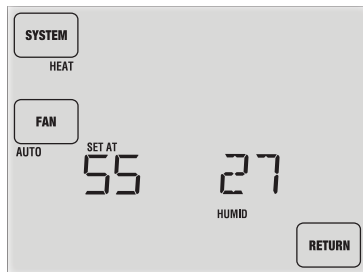 SYSTEM
HEAT
FAN
AUTO
SET AT
55 27
HUMID
RETURN